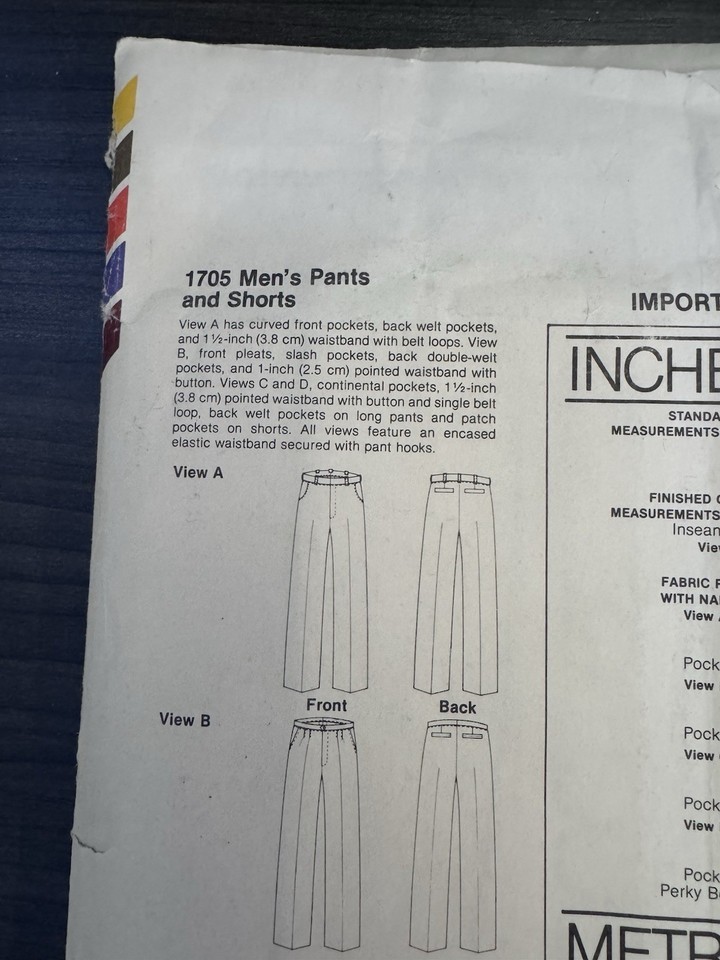 1705 Men's Pants
and Shorts
View A has curved front pockets, back welt pockets,
and 1½-inch (3.8 cm) waistband with belt loops. View
B, front pleats, slash pockets, back double-welt
pockets, and 1-inch (2.5 cm) pointed waistband with
button. Views C and D, continental pockets, 1½-inch
(3.8 cm) pointed waistband with button and single belt
loop, back welt pockets on long pants and patch
pockets on shorts. All views feature an encased
elastic waistband secured with pant hooks.
View A
Front
Back
View B
IMPORT
INCHE
STANDA
MEASUREMENTS
FINISHED
MEASUREMENTS
Inseam
View
FABRIC
WITH NA
View A
Pock
View
Pock
View
Pock
View
Pock
Perky B
METR